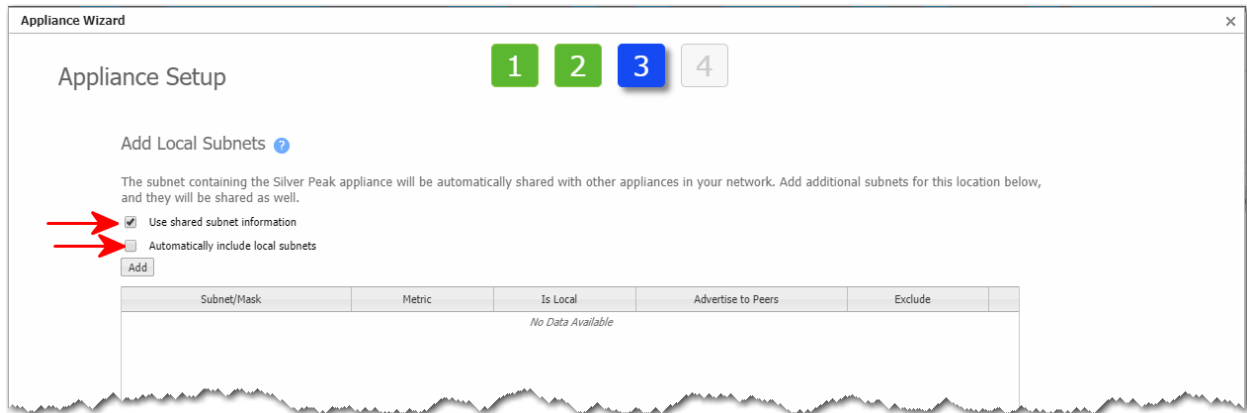 Appliance Wizard ×
Appliance Setup 1 2 3 4
Add Local Subnets ?
The subnet containing the Silver Peak appliance will be automatically shared with other appliances in your network. Add additional subnets for this location below,
and they will be shared as well.
Use shared subnet information
Automatically include local subnets
Add
Subnet/Mask Metric Is Local Advertise to Peers Exclude
No Data Available